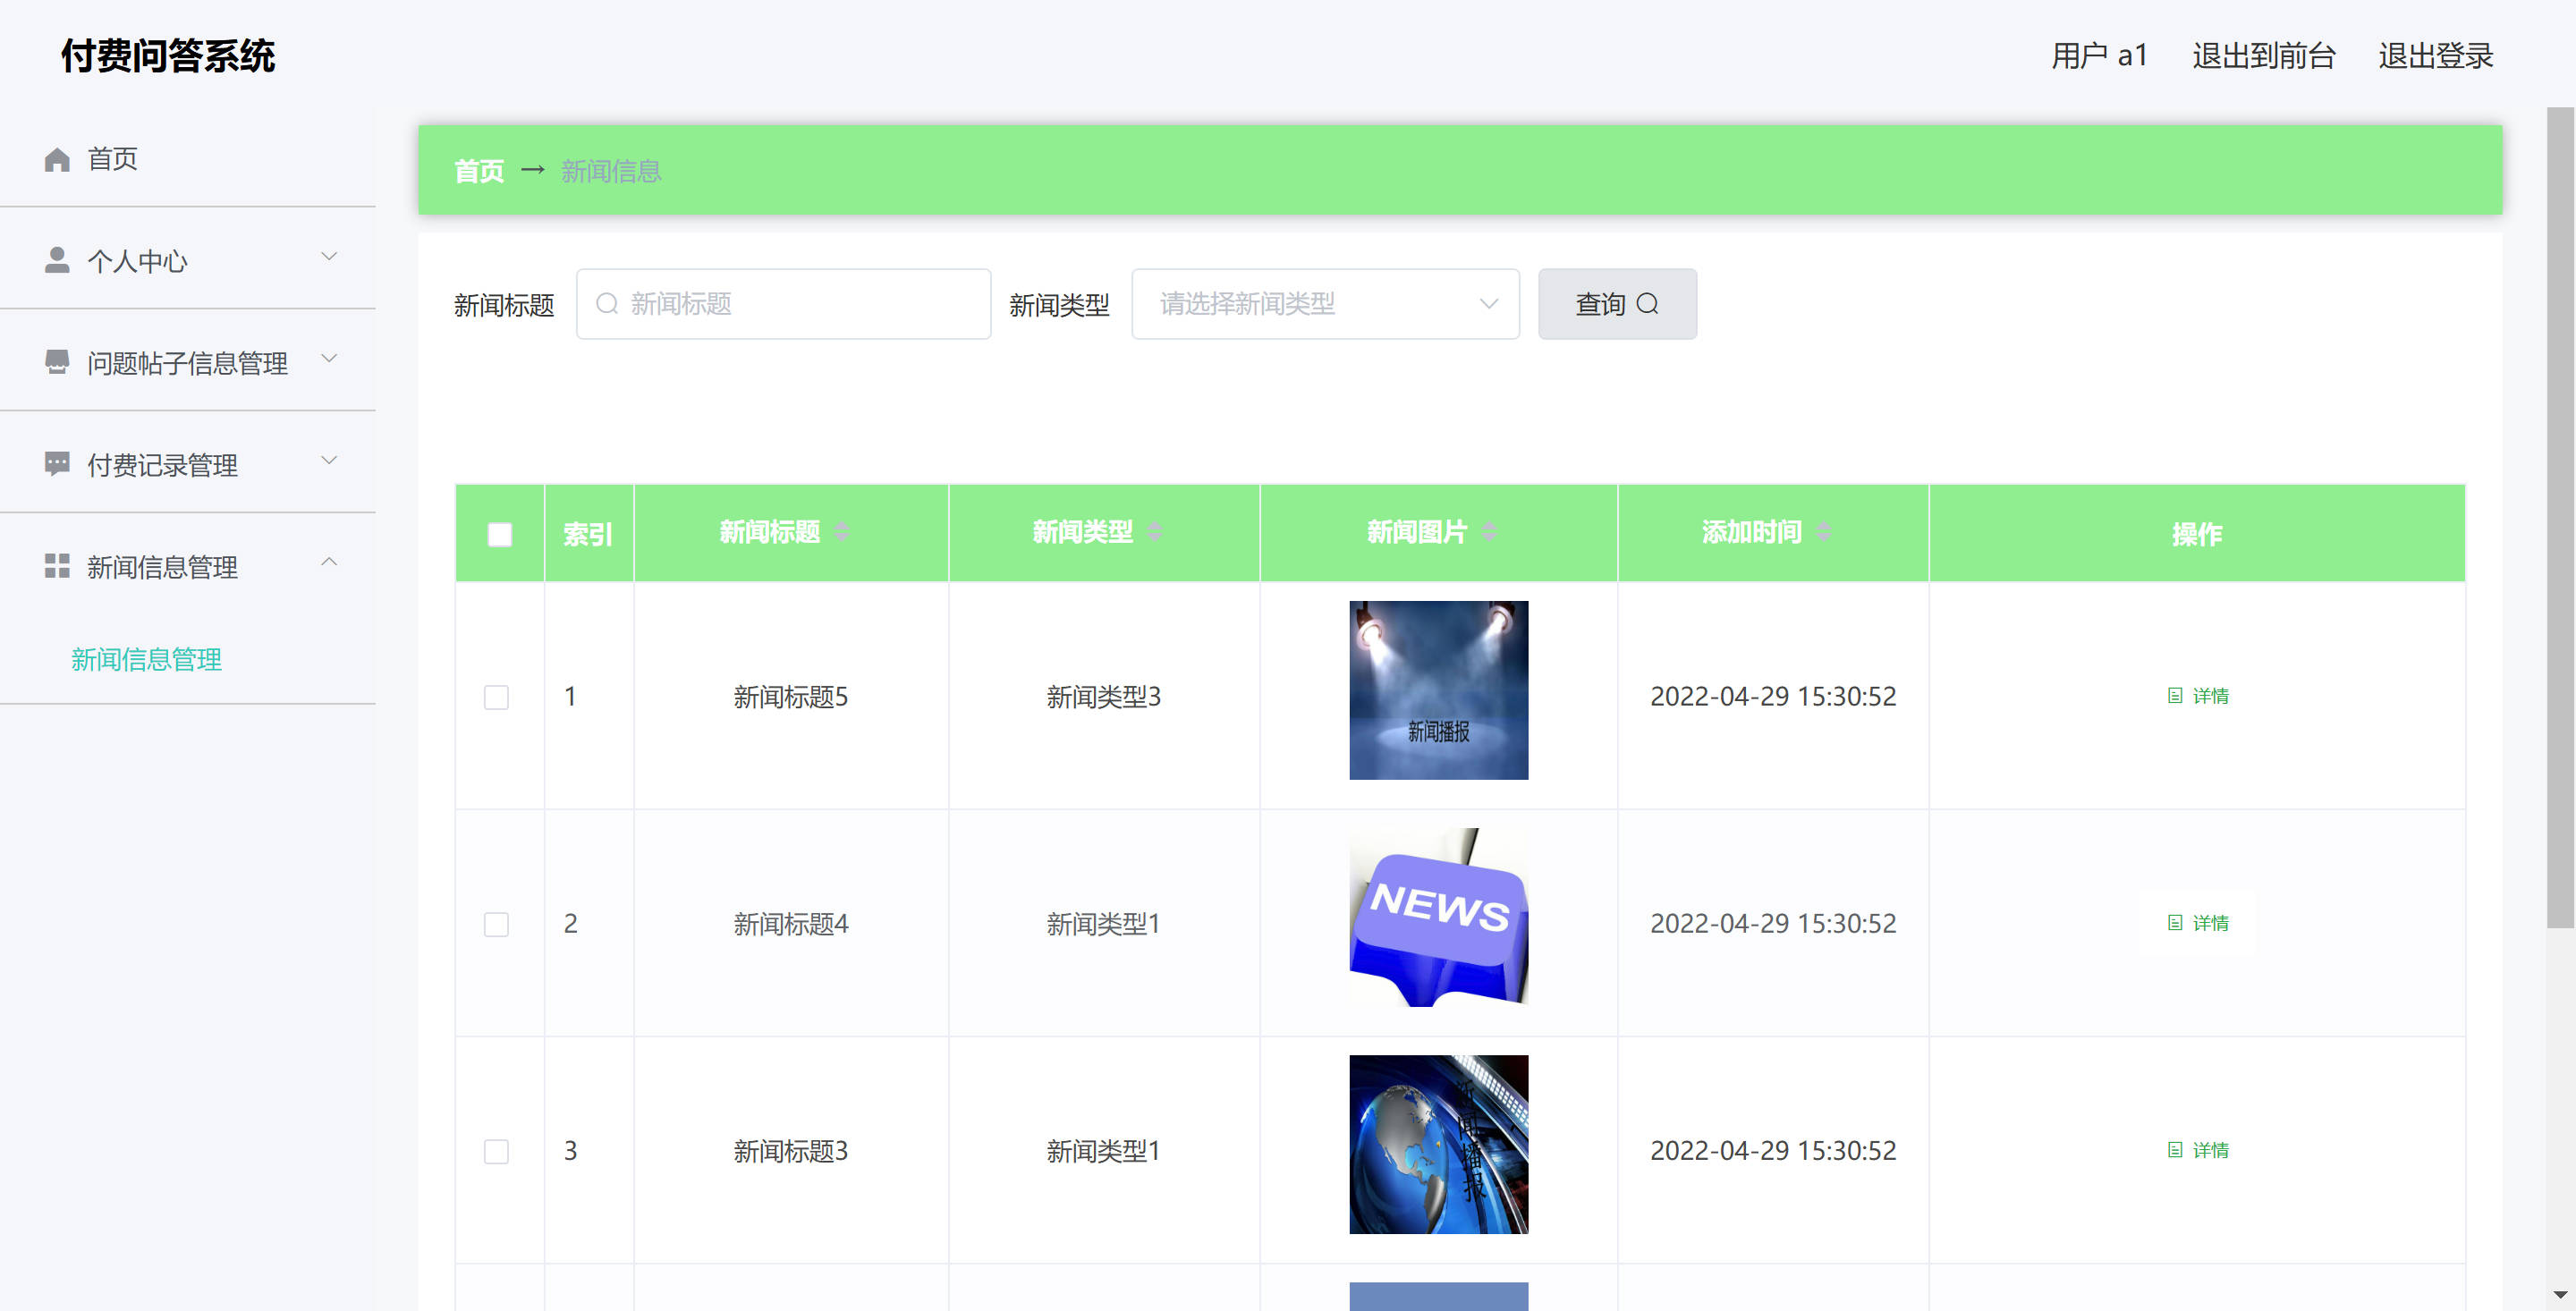 付费问答系统
用户 a1 退出到前台 退出登录
首页
个人中心
问题帖子信息管理
付费记录管理
新闻信息管理
新闻信息管理
首页 → 新闻信息
新闻标题 新闻标题 新闻类型 请选择新闻类型 查询
索引 新闻标题 新闻类型 新闻图片 添加时间 操作
1 新闻标题5 新闻类型3 新闻播报 2022-04-29 15:30:52 详情
2 新闻标题4 新闻类型1 NEWS 2022-04-29 15:30:52 详情
3 新闻标题3 新闻类型1 新闻播报 2022-04-29 15:30:52 详情